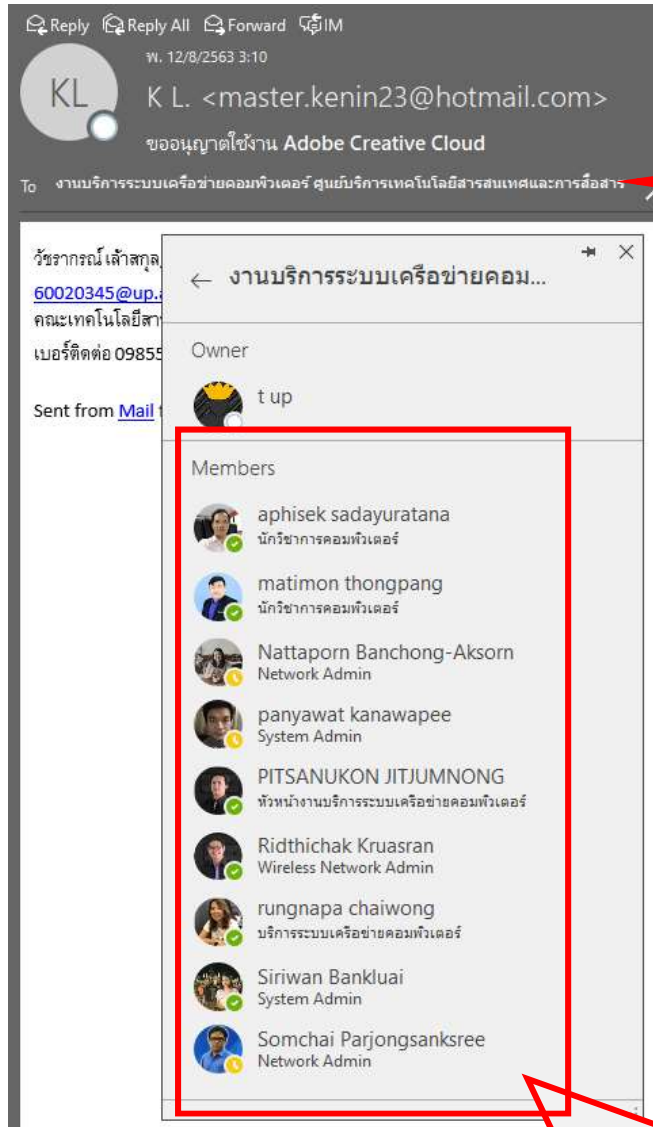 Reply Reply All Forward IM
พ. 12/8/2563 3:10
KL
K L. <master.kenin23@hotmail.com>
ขออนุญาตใช้งาน Adobe Creative Cloud
To งานบริการระบบเครือข่ายคอมพิวเตอร์ ศูนย์บริการเทคโนโลยีสารสนเทศและการสื่อสาร
วัชรากรณ์ เล้าสกุล
60020345@up.
คณะเทคโนโลยีสา
เบอร์ติดต่อ 09855
Sent from Mail
← งานบริการระบบเครือข่ายคอม...
Owner
t up
Members
aphisek sadayuratana
นักวิชาการคอมพิวเตอร์
matimon thongpang
นักวิชาการคอมพิวเตอร์
Nattaporn Banchong-Aksorn
Network Admin
panyawat kanawapee
System Admin
PITSANUKON JITJUMNONG
หัวหน้างานบริการระบบเครือข่ายคอมพิวเตอร์
Ridthichak Kruasran
Wireless Network Admin
rungnapa chaiwong
บริการระบบเครือข่ายคอมพิวเตอร์
Siriwan Bankluai
System Admin
Somchai Parjongsanksree
Network Admin